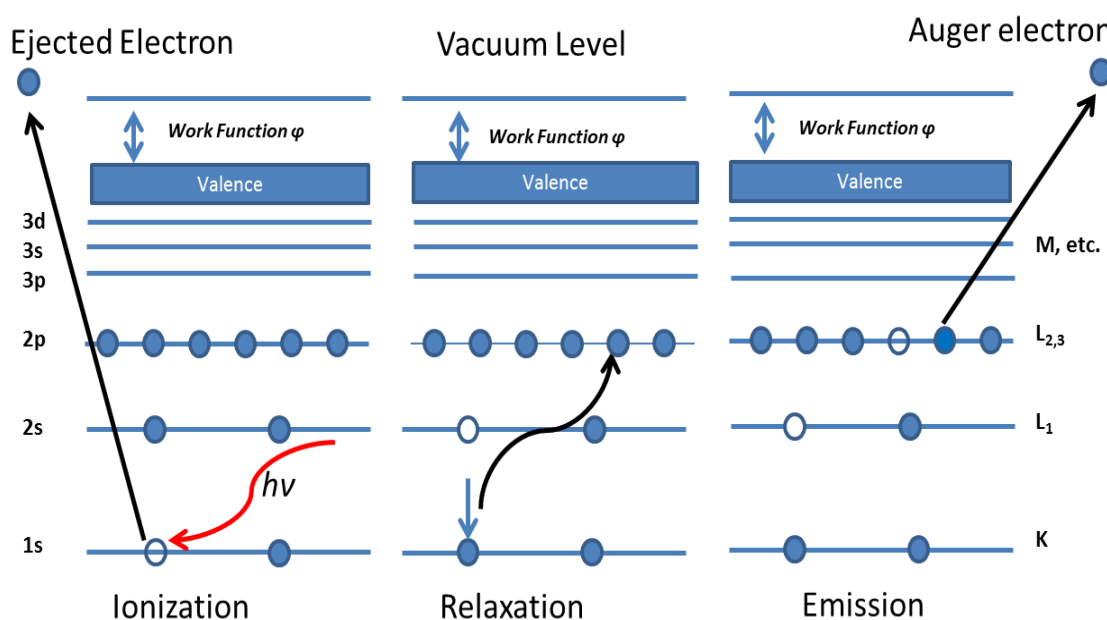 Ejected Electron
Vacuum Level
Auger electron
Work Function φ
Work Function φ
Work Function φ
Valence
Valence
Valence
3d
3s
M, etc.
3p
2p
L2,3
2s
L1
hν
1s
K
Ionization
Relaxation
Emission